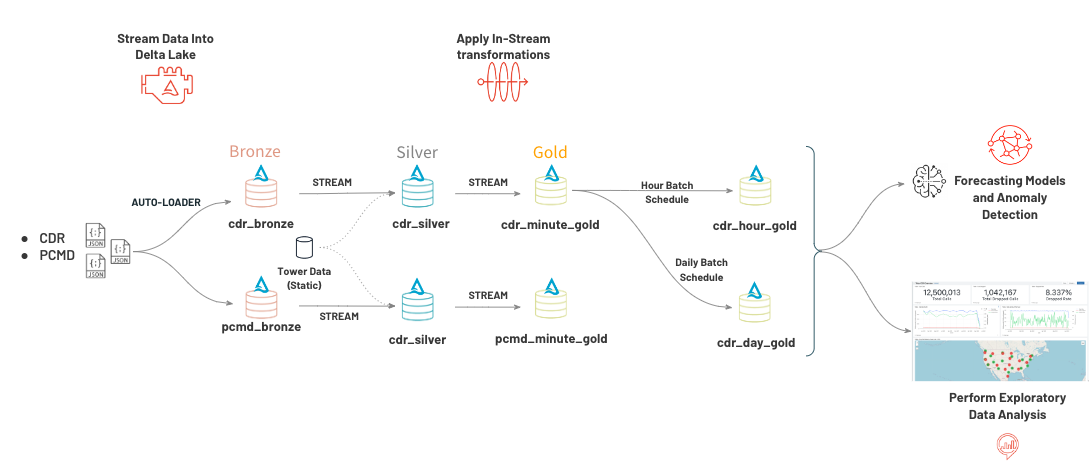 Stream Data Into
Delta Lake
Apply In-Stream
transformations
Bronze
Silver
Gold
AUTO-LOADER
STREAM
STREAM
Hour Batch
Schedule
cdr_bronze
cdr_silver
cdr_minute_gold
cdr_hour_gold
Forecasting Models
and Anomaly
Detection
CDR
PCMD
{:}
JSON
{:}
JSON
{:}
JSON
Tower Data
(Static)
Daily Batch
Schedule
STREAM
STREAM
pcmd_bronze
cdr_silver
pcmd_minute_gold
cdr_day_gold
12,500,013
Total Calls
1,042,167
Total Dropped Calls
8.337%
Dropped Rate
Perform Exploratory
Data Analysis